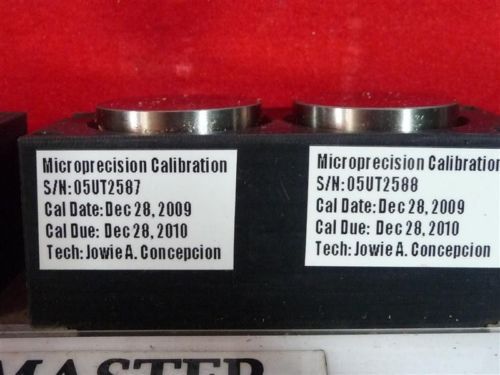 Microprecision Calibration
S/N: 05UT2587
Cal Date: Dec 28, 2009
Cal Due: Dec 28, 2010
Tech: Jowie A. Concepcion
Microprecision Calibration
S/N: 05UT2588
Cal Date: Dec 28, 2009
Cal Due: Dec 28, 2010
Tech: Jowie A. Concepcion
MASTER